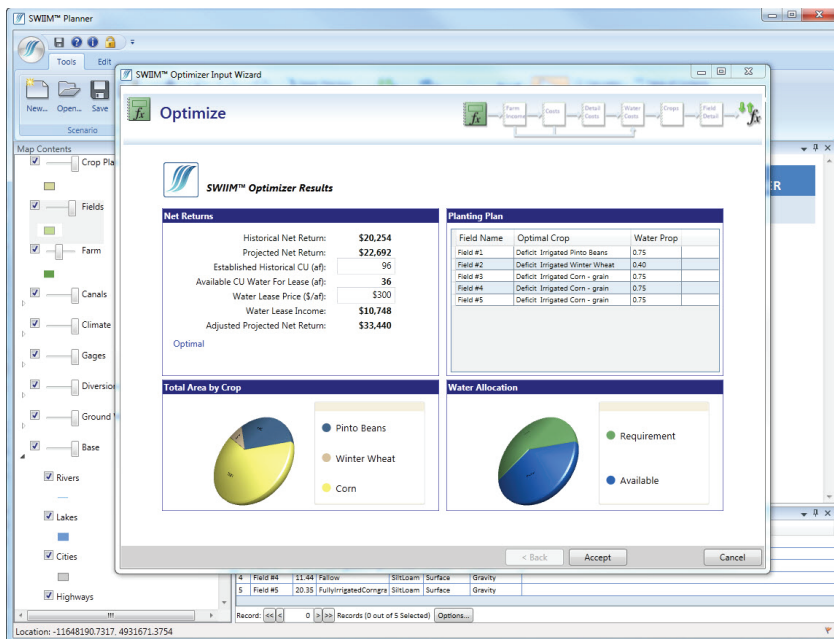 SWIIM™ Planner
Tools Edit
New... Open... Save
Scenario
Map Contents
Crop Pla
Fields
Farm
Canals
Climate
Gages
Diversion
Ground
Base
Rivers
Lakes
Cities
Highways
SWIIM™ Optimizer Input Wizard
Optimize
Farm Income
Costs
Detail Costs
Water Costs
Crops
Field Detail
SWIIM™ Optimizer Results
Net Returns
Historical Net Return: $20,254
Projected Net Return: $22,692
Established Historical CU (af): 96
Available CU Water For Lease (af): 36
Water Lease Price ($/af): $300
Water Lease Income: $10,748
Adjusted Projected Net Return: $33,440
Optimal
Planting Plan
Field Name Optimal Crop Water Prop
Field #1 Deficit Irrigated Pinto Beans 0.75
Field #2 Deficit Irrigated Winter Wheat 0.40
Field #3 Deficit Irrigated Corn - grain 0.75
Field #4 Deficit Irrigated Corn - grain 0.75
Field #5 Deficit Irrigated Corn - grain 0.75
Total Area by Crop
Pinto Beans
Winter Wheat
Corn
Water Allocation
Requirement
Available
< Back Accept Cancel
ER
4 Field #4 11.44 Fallow SiltLoam Surface Gravity
5 Field #5 20.35 FullyIrrigatedCorngra SiltLoam Surface Gravity
Record: << < 0 > >> Records (0 out of 5 Selected) Options...
Location: -11648190.7317, 4931671.3754